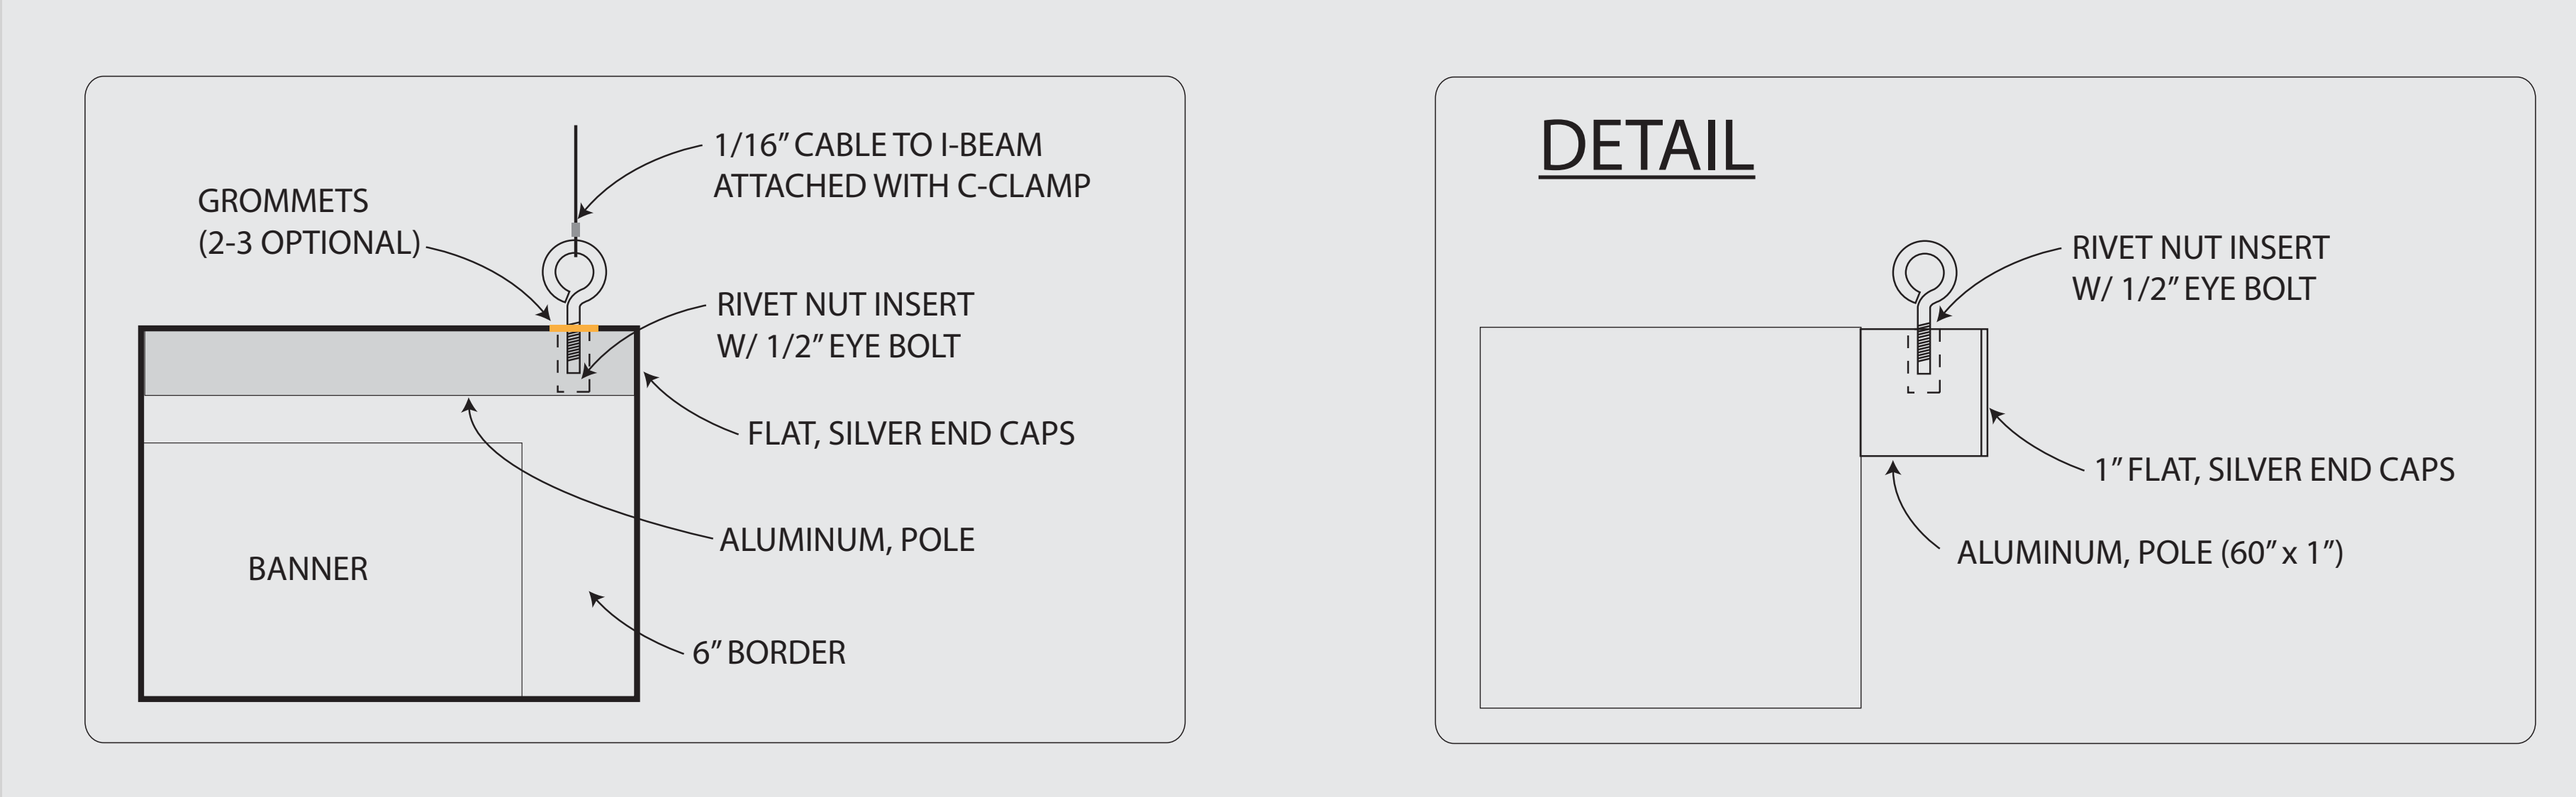 GROMMETS
(2-3 OPTIONAL)
1/16” CABLE TO I-BEAM
ATTACHED WITH C-CLAMP
RIVET NUT INSERT
W/ 1/2” EYE BOLT
FLAT, SILVER END CAPS
ALUMINUM, POLE
BANNER
6” BORDER
DETAIL
RIVET NUT INSERT
W/ 1/2” EYE BOLT
1” FLAT, SILVER END CAPS
ALUMINUM, POLE (60” x 1”)